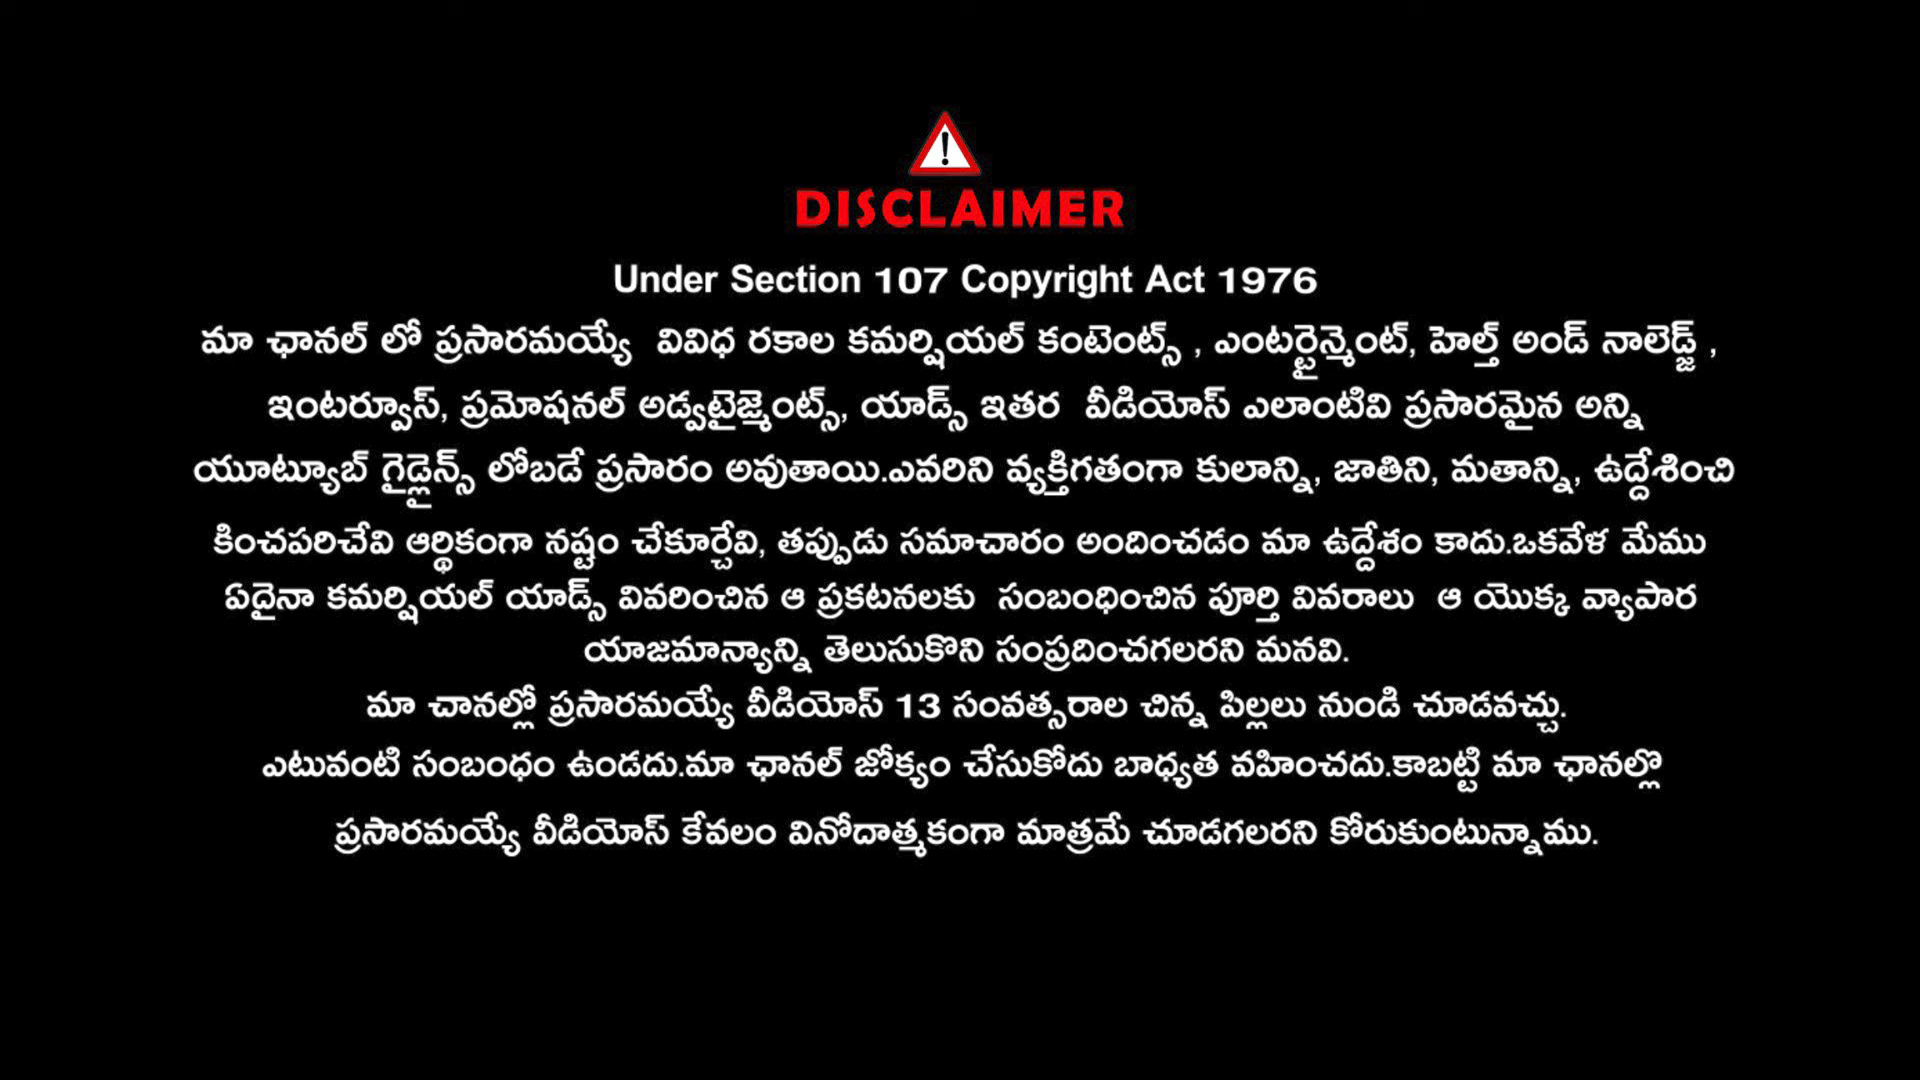 DISCLAIMER
Under Section 107 Copyright Act 1976
మా ఛానల్ లో ప్రసారమయ్యే వివిధ రకాల కమర్షియల్ కంటెంట్స్ , ఎంటర్టైన్మెంట్, హెల్త్ అండ్ నాలెడ్జ్ ,
ఇంటర్వ్యూస్, ప్రమోషనల్ అడ్వటైజ్మెంట్స్, యాడ్స్ ఇతర వీడియోస్ ఎలాంటివి ప్రసారమైన అన్ని
యూట్యూబ్ గైడ్లైన్స్ లోబడే ప్రసారం అవుతాయి.ఎవరిని వ్యక్తిగతంగా కులాన్ని, జాతిని, మతాన్ని, ఉద్దేశించి
కించపరిచేవి ఆర్థికంగా నష్టం చేకూర్చేవి, తప్పుడు సమాచారం అందించడం మా ఉద్దేశం కాదు.ఒకవేళ మేము
ఏదైనా కమర్షియల్ యాడ్స్ వివరించిన ఆ ప్రకటనలకు సంబంధించిన పూర్తి వివరాలు ఆ యొక్క వ్యాపార
యాజమాన్యాన్ని తెలుసుకొని సంప్రదించగలరని మనవి.
మా చానల్లో ప్రసారమయ్యే వీడియోస్ 13 సంవత్సరాల చిన్న పిల్లలు నుండి చూడవచ్చు.
ఎటువంటి సంబంధం ఉండదు.మా ఛానల్ జోక్యం చేసుకోదు బాధ్యత వహించదు.కాబట్టి మా ఛానల్లొ
ప్రసారమయ్యే వీడియోస్ కేవలం వినోదాత్మకంగా మాత్రమే చూడగలరని కోరుకుంటున్నాము.